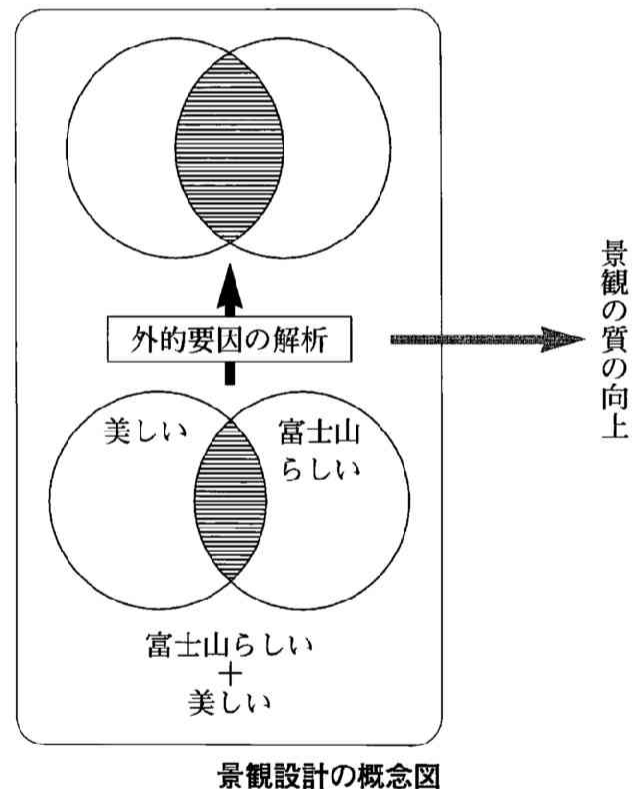 外的要因の解析
景観の質の向上
美しい
富士山
らしい
富士山らしい
+
美しい
景観設計の概念図